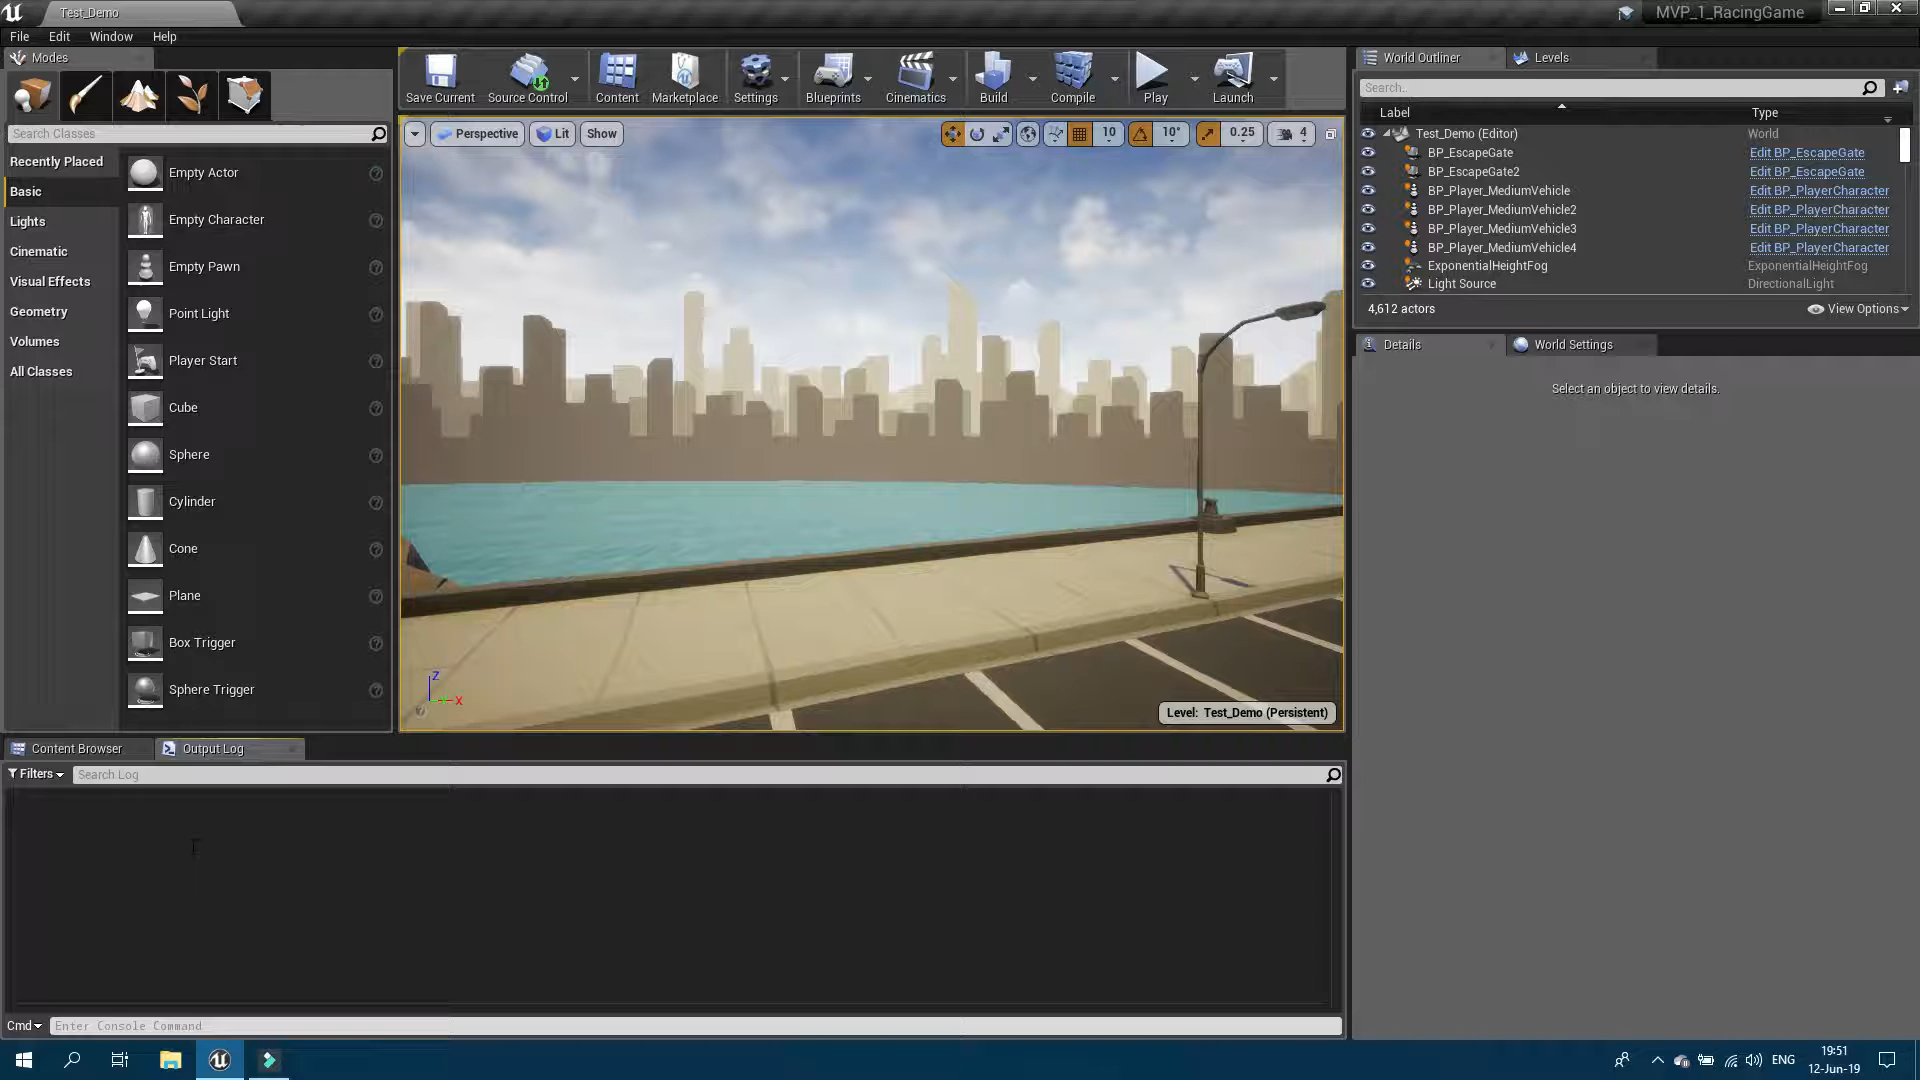 Test_Demo
MVP_1_RacingGame
File Edit Window Help
Modes
Search Classes
Recently Placed
Basic
Lights
Cinematic
Visual Effects
Geometry
Volumes
All Classes
Empty Actor
Empty Character
Empty Pawn
Point Light
Player Start
Cube
Sphere
Cylinder
Cone
Plane
Box Trigger
Sphere Trigger
Save Current Source Control Content Marketplace Settings Blueprints Cinematics Build Compile Play Launch
Perspective Lit Show 10 10° 0.25 4
Z
X
Level: Test_Demo (Persistent)
World Outliner Levels
Search..
Label Type
Test_Demo (Editor) World
BP_EscapeGate Edit BP_EscapeGate
BP_EscapeGate2 Edit BP_EscapeGate
BP_Player_MediumVehicle Edit BP_PlayerCharacter
BP_Player_MediumVehicle2 Edit BP_PlayerCharacter
BP_Player_MediumVehicle3 Edit BP_PlayerCharacter
BP_Player_MediumVehicle4 Edit BP_PlayerCharacter
ExponentialHeightFog ExponentialHeightFog
Light Source DirectionalLight
4,612 actors View Options
Details World Settings
Select an object to view details.
Content Browser Output Log
Filters Search Log
Cmd Enter Console Command
ENG
19:51
12-Jun-19